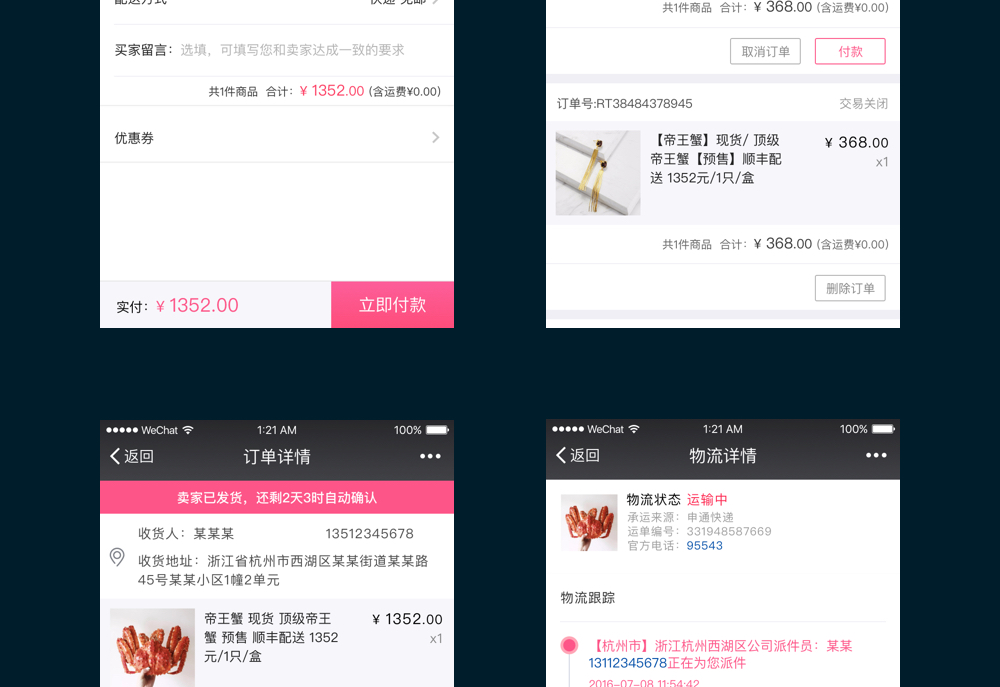 配送方式
快递 免邮
买家留言：选填，可填写您和卖家达成一致的要求
共1件商品 合计：¥ 1352.00 (含运费¥0.00)
优惠券
实付：¥ 1352.00
立即付款
共1件商品 合计：¥ 368.00 (含运费¥0.00)
取消订单
付款
订单号:RT38484378945
交易关闭
【帝王蟹】现货/ 顶级
帝王蟹【预售】顺丰配
送 1352元/1只/盒
¥ 368.00
x1
共1件商品 合计：¥ 368.00 (含运费¥0.00)
删除订单
WeChat
1:21 AM
100%
返回
订单详情
卖家已发货，还剩2天3时自动确认
收货人：某某某
13512345678
收货地址：浙江省杭州市西湖区某某街道某某路
45号某某小区1幢2单元
帝王蟹 现货 顶级帝王
蟹 预售 顺丰配送 1352
元/1只/盒
¥ 1352.00
x1
WeChat
1:21 AM
100%
返回
物流详情
物流状态 运输中
承运来源：申通快递
运单编号：331948587669
官方电话：95543
物流跟踪
【杭州市】浙江杭州西湖区公司派件员：某某
13112345678正在为您派件
2016-07-08 11:54:42